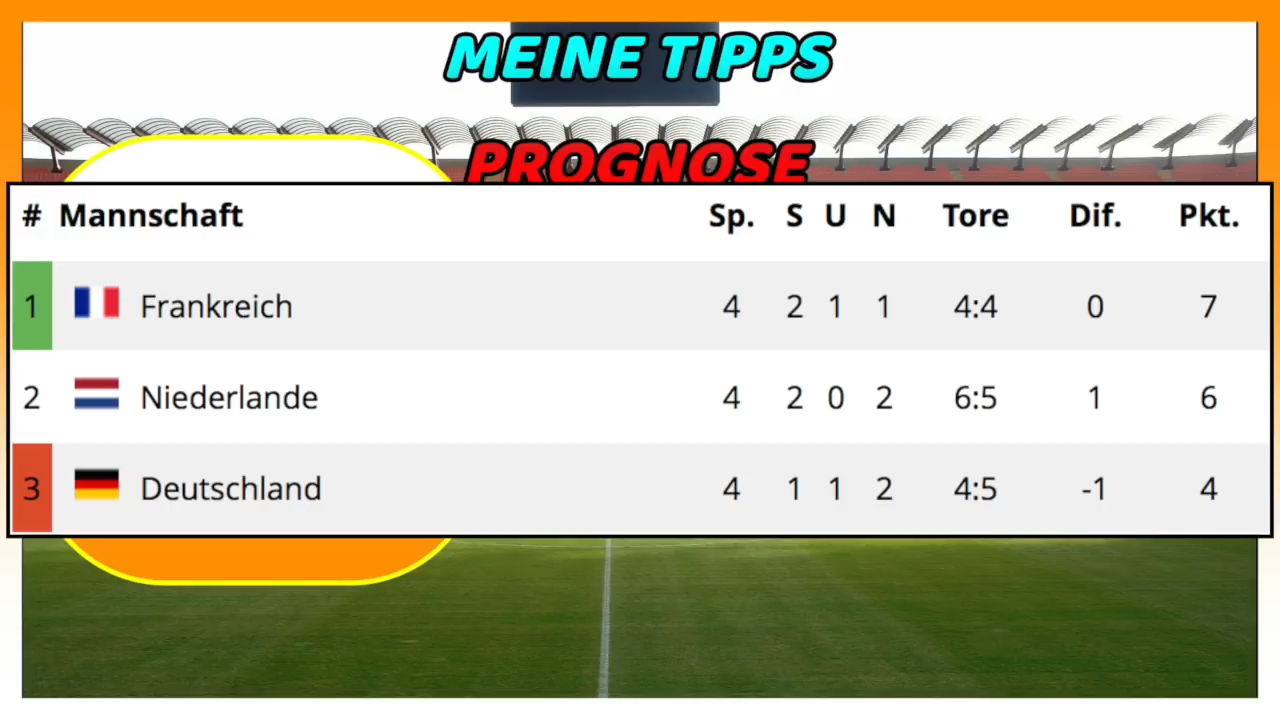 MEINE TIPPS
PROGNOSE
# Mannschaft Sp. S U N Tore Dif. Pkt.
1 Frankreich 4 2 1 1 4:4 0 7
2 Niederlande 4 2 0 2 6:5 1 6
3 Deutschland 4 1 1 2 4:5 -1 4